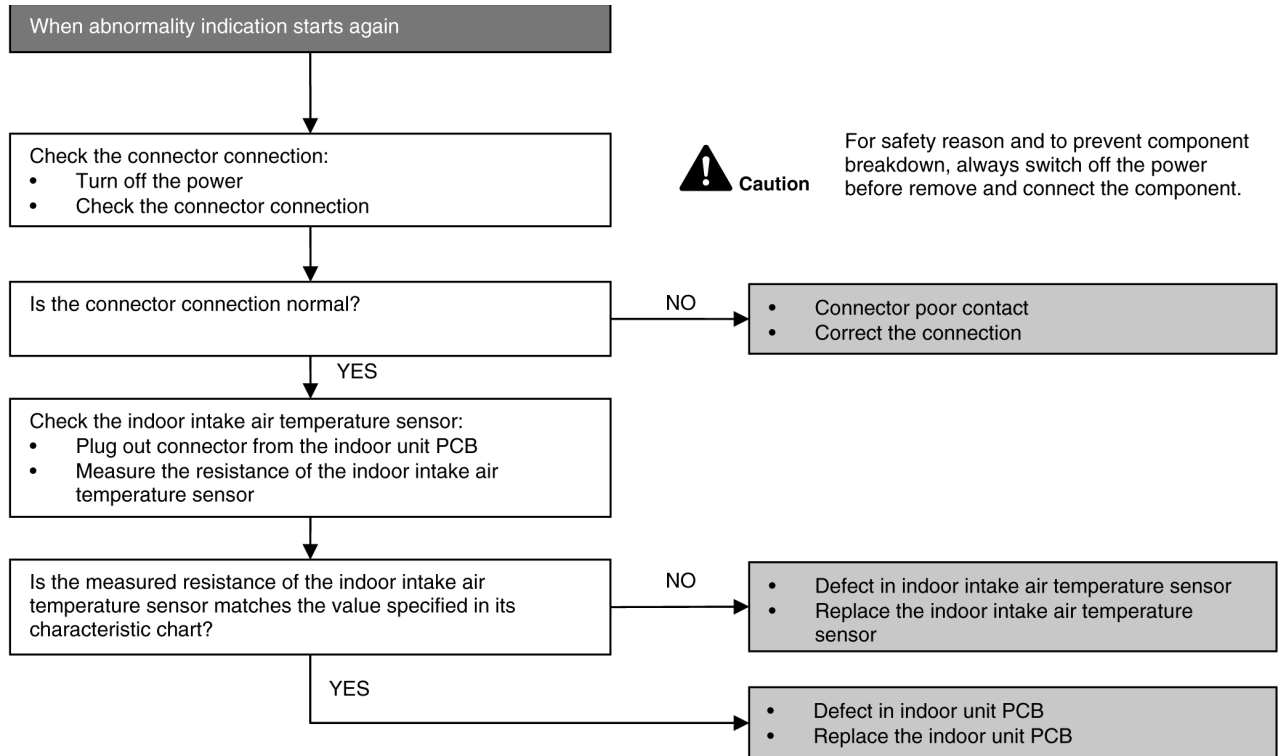 When abnormality indication starts again
Check the connector connection:
• Turn off the power
• Check the connector connection
Caution
For safety reason and to prevent component
breakdown, always switch off the power
before remove and connect the component.
Is the connector connection normal?
NO
• Connector poor contact
• Correct the connection
YES
Check the indoor intake air temperature sensor:
• Plug out connector from the indoor unit PCB
• Measure the resistance of the indoor intake air
temperature sensor
Is the measured resistance of the indoor intake air
temperature sensor matches the value specified in its
characteristic chart?
NO
• Defect in indoor intake air temperature sensor
• Replace the indoor intake air temperature
sensor
YES
• Defect in indoor unit PCB
• Replace the indoor unit PCB